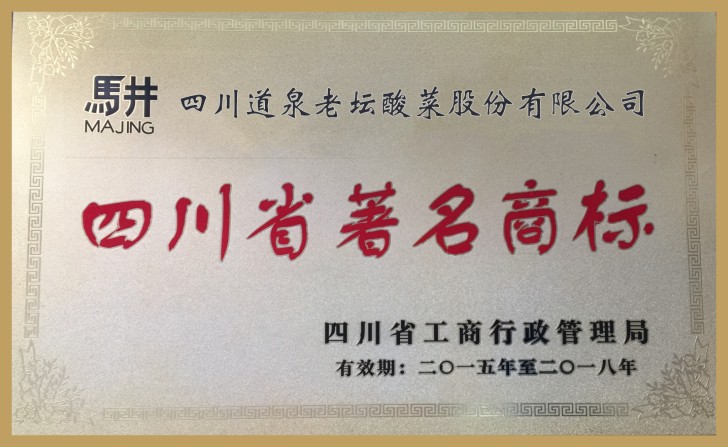 馬井 四川道泉老坛酸菜股份有限公司
MAJING
四川省著名商标
四川省工商行政管理局
有效期：二〇一五年至二〇一八年